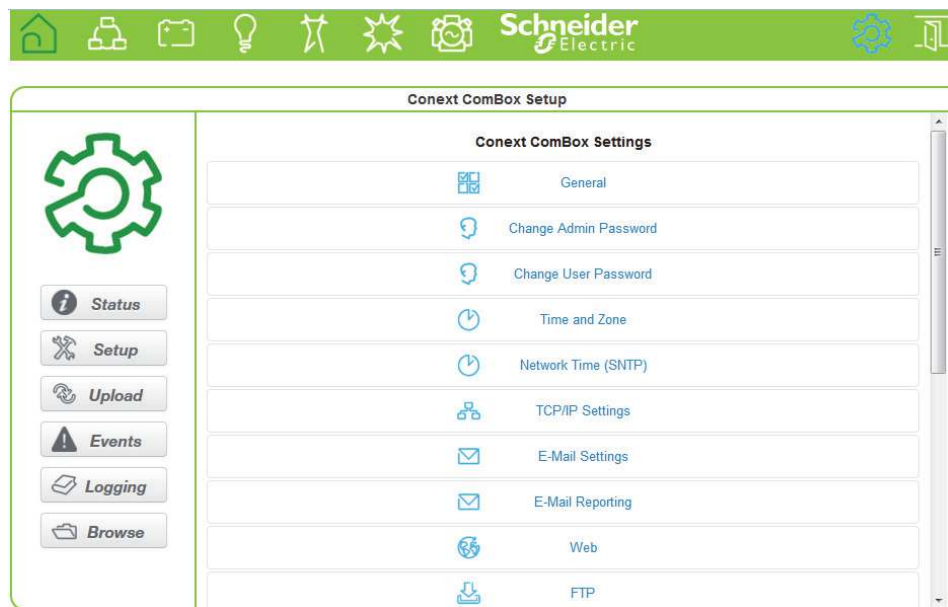 Schneider
Electric
Conext ComBox Setup
Conext ComBox Settings
General
Change Admin Password
Change User Password
Time and Zone
Network Time (SNTP)
TCP/IP Settings
E-Mail Settings
E-Mail Reporting
Web
FTP
Status
Setup
Upload
Events
Logging
Browse